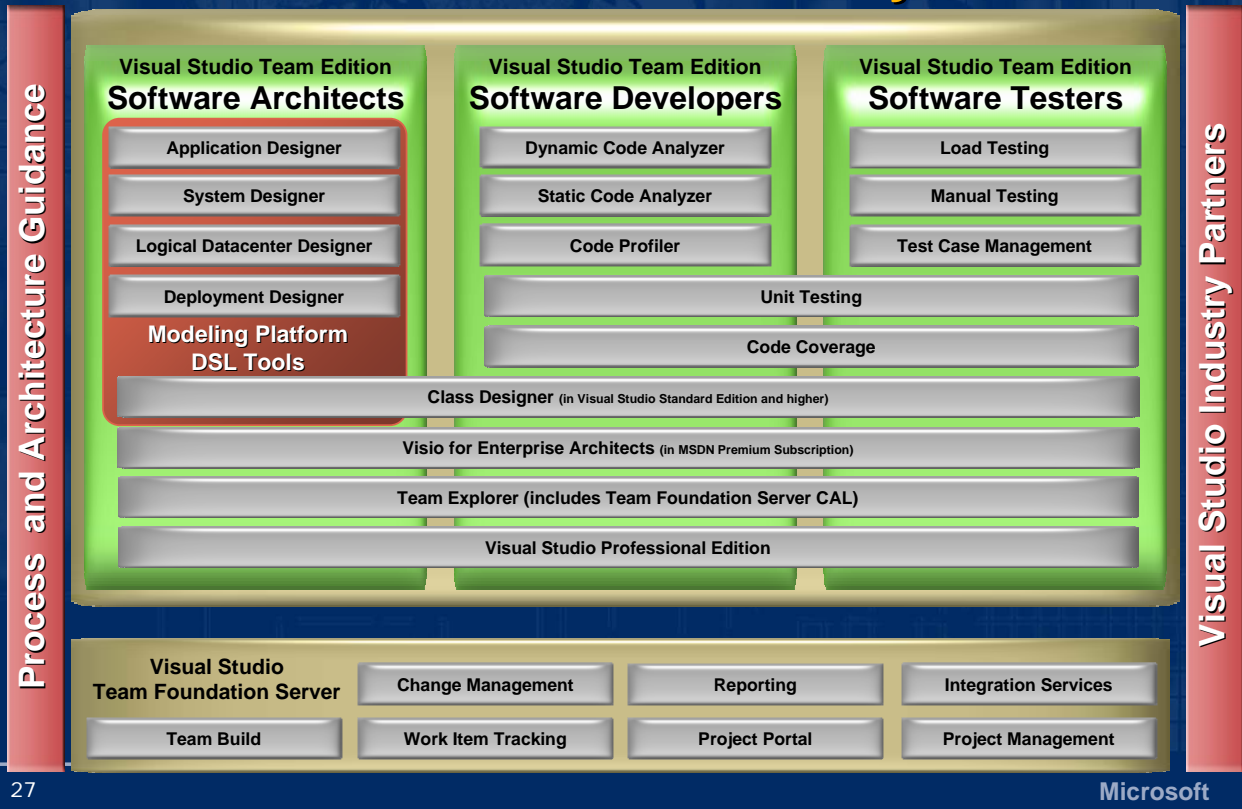 Process and Architecture Guidance
Visual Studio Team Edition
Software Architects
Application Designer
System Designer
Logical Datacenter Designer
Deployment Designer
Modeling Platform
DSL Tools
Visual Studio Team Edition
Software Developers
Dynamic Code Analyzer
Static Code Analyzer
Code Profiler
Visual Studio Team Edition
Software Testers
Load Testing
Manual Testing
Test Case Management
Unit Testing
Code Coverage
Class Designer (in Visual Studio Standard Edition and higher)
Visio for Enterprise Architects (in MSDN Premium Subscription)
Team Explorer (includes Team Foundation Server CAL)
Visual Studio Professional Edition
Visual Studio Industry Partners
Visual Studio
Team Foundation Server
Change Management
Reporting
Integration Services
Team Build
Work Item Tracking
Project Portal
Project Management
27
Microsoft